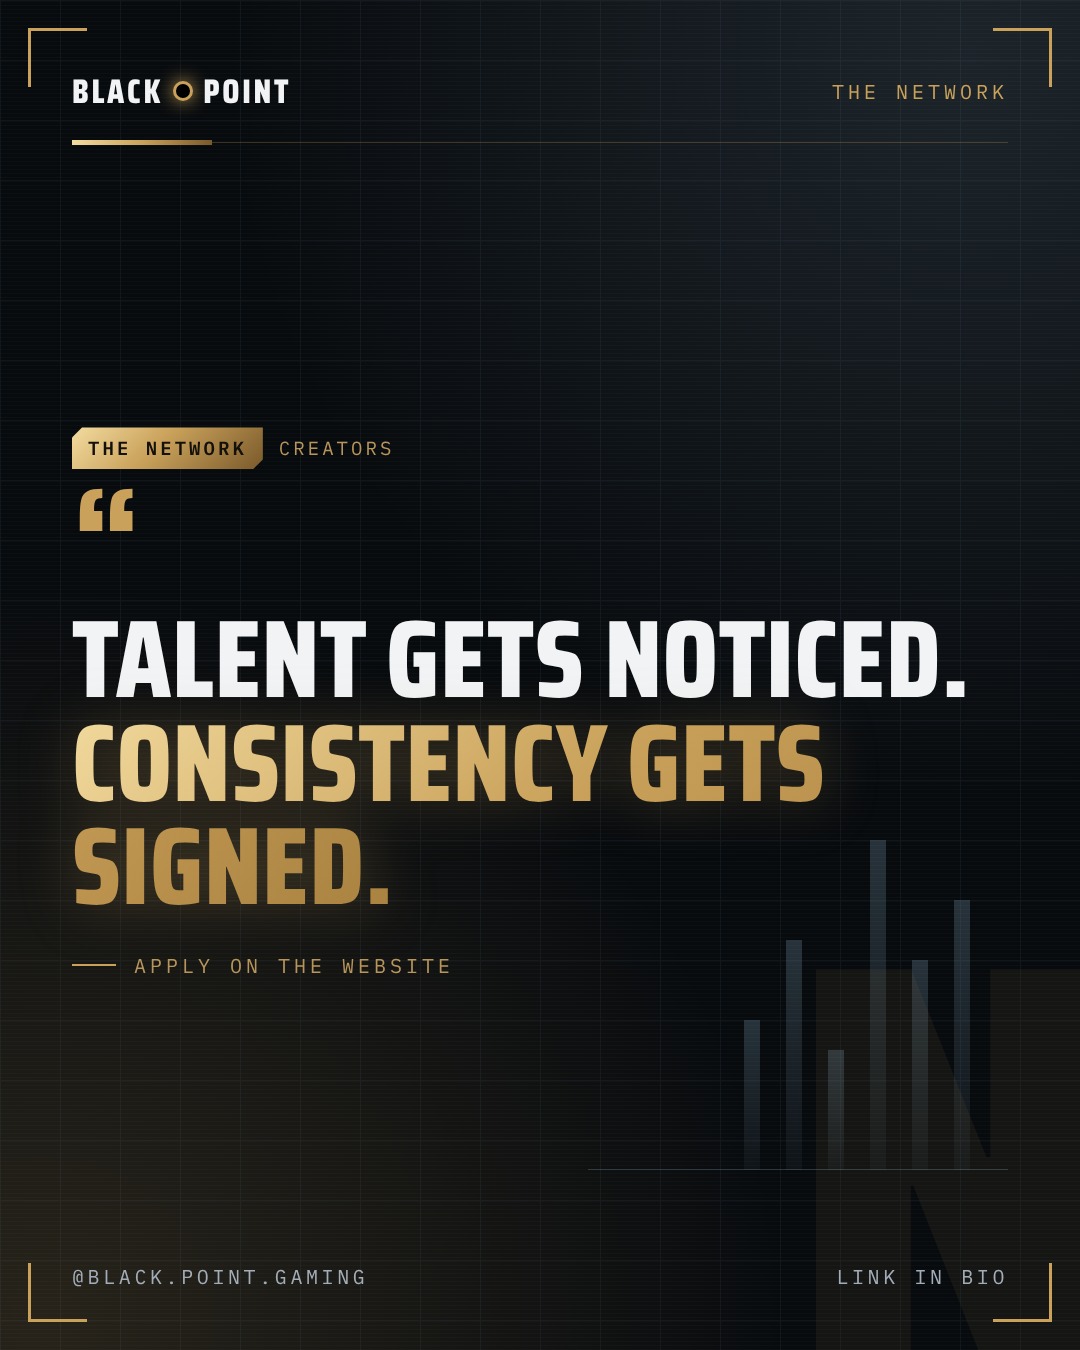 BLACK POINT
THE NETWORK
THE NETWORK CREATORS
“
TALENT GETS NOTICED.
CONSISTENCY GETS
SIGNED.
— APPLY ON THE WEBSITE
N
@BLACK.POINT.GAMING
LINK IN BIO